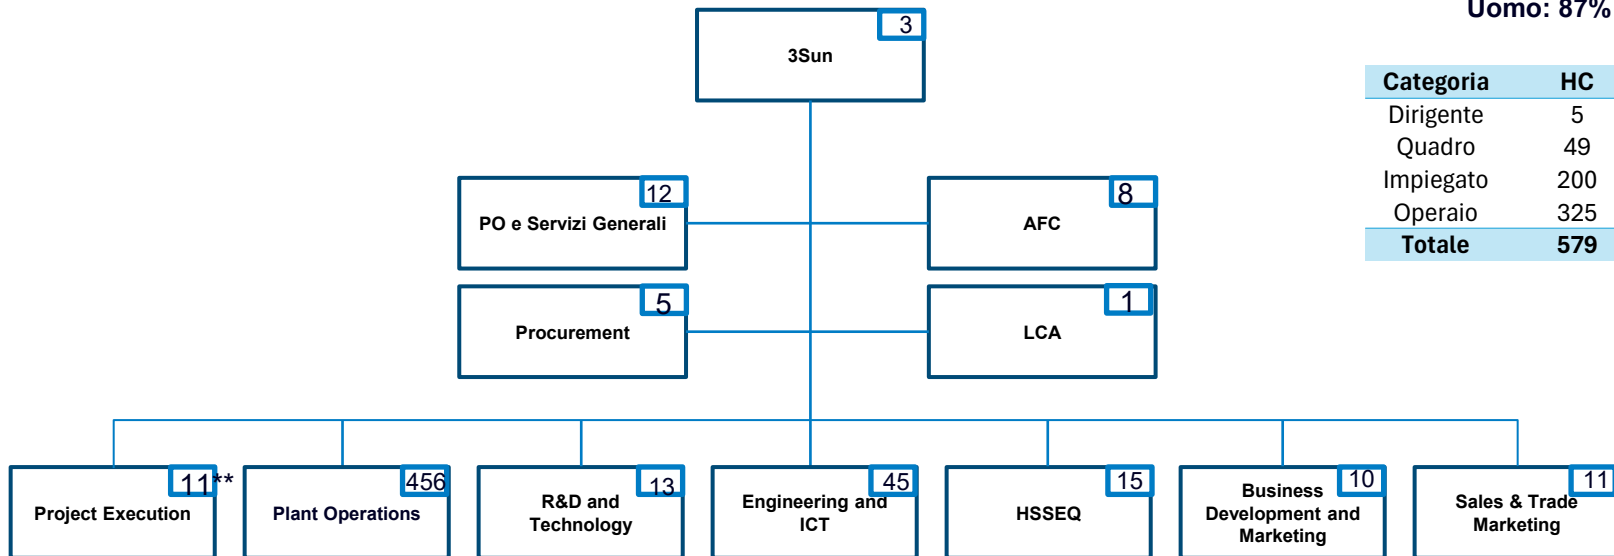 Uomo: 87%
3
3Sun
Categoria HC
Dirigente 5
Quadro 49
Impiegato 200
Operaio 325
Totale 579
12
PO e Servizi Generali
8
AFC
5
Procurement
1
LCA
11**
Project Execution
456
Plant Operations
13
R&D and
Technology
45
Engineering and
ICT
15
HSSEQ
10
Business
Development and
Marketing
11
Sales & Trade
Marketing